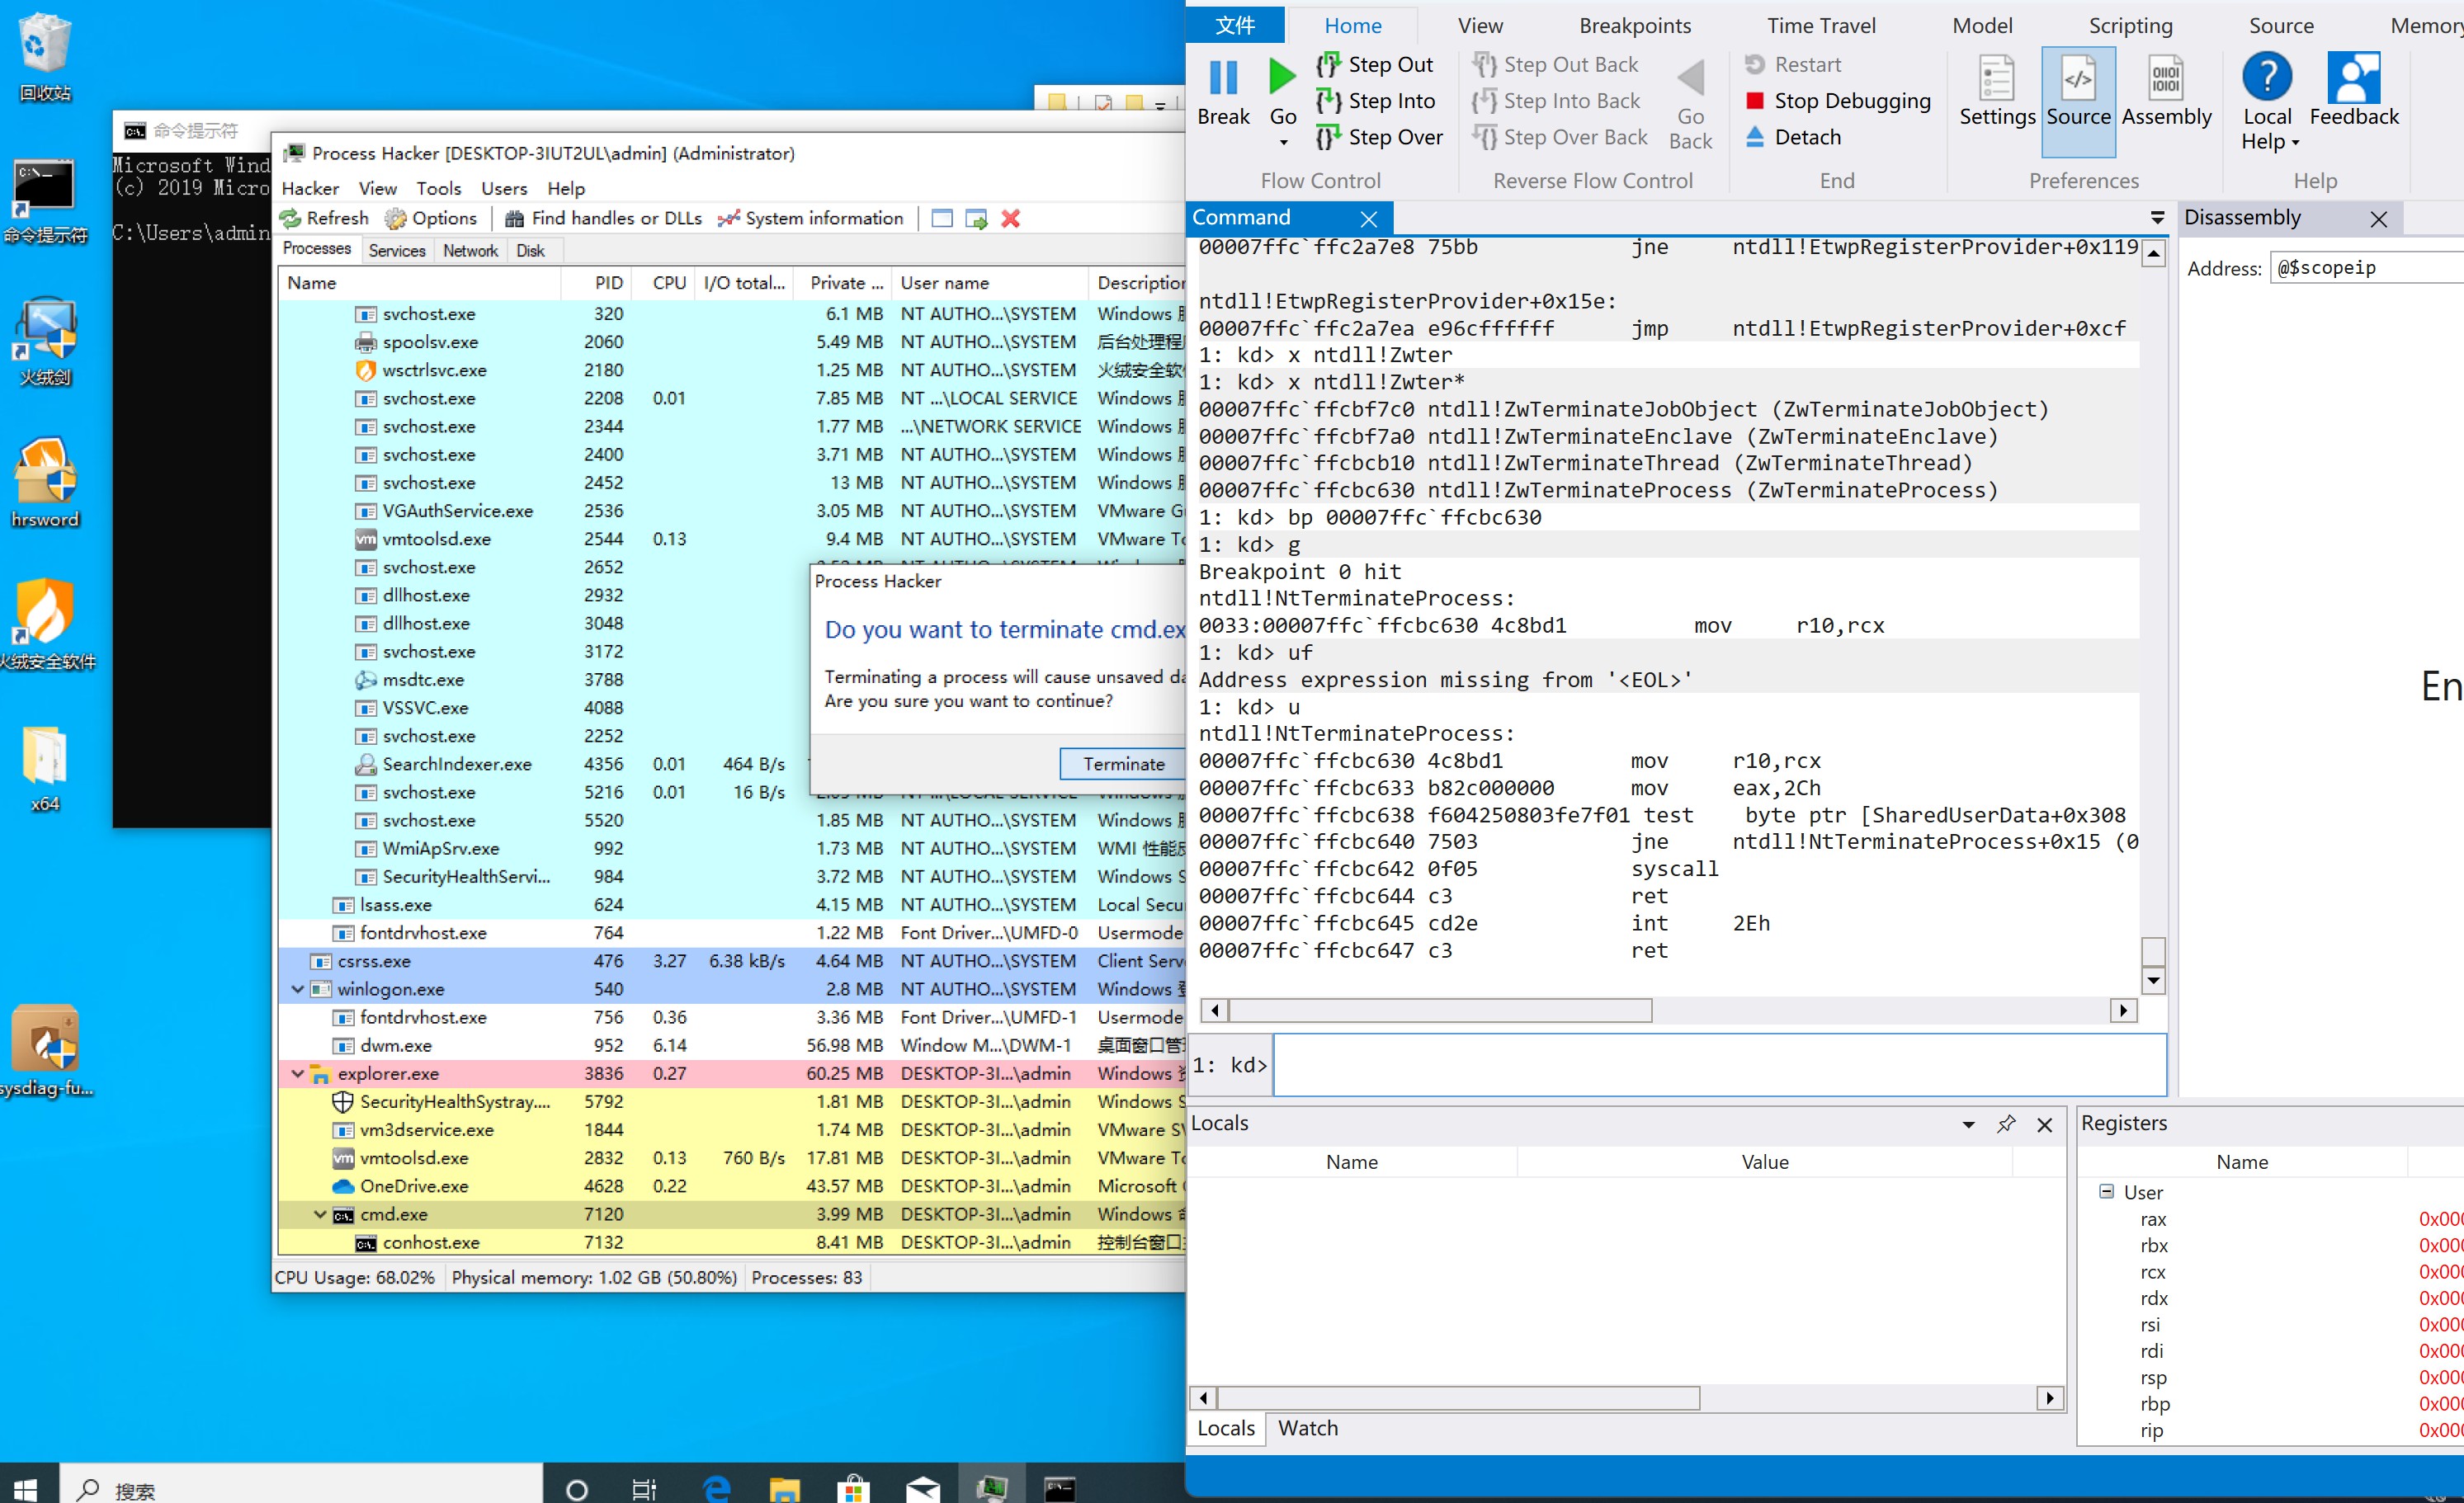 回收站
命令提示符
火绒剑
hrsword
火绒安全软件
x64
sysdiag-fu...
命令提示符
Microsoft Wind
(c) 2019 Micro
C:\Users\admin
Process Hacker [DESKTOP-3IUT2UL\admin] (Administrator)
Hacker View Tools Users Help
Refresh Options Find handles or DLLs System information
Processes Services Network Disk
Name PID CPU I/O total... Private ... User name Description
svchost.exe 320 6.1 MB NT AUTHO...\SYSTEM Windows
spoolsv.exe 2060 5.49 MB NT AUTHO...\SYSTEM 后台处理程
wsctrlsvc.exe 2180 1.25 MB NT AUTHO...\SYSTEM 火绒安全软
svchost.exe 2208 0.01 7.85 MB NT ...\LOCAL SERVICE Windows
svchost.exe 2344 1.77 MB ...\NETWORK SERVICE Windows
svchost.exe 2400 3.71 MB NT AUTHO...\SYSTEM Windows
svchost.exe 2452 13 MB NT AUTHO...\SYSTEM Windows
VGAuthService.exe 2536 3.05 MB NT AUTHO...\SYSTEM VMware G
vmtoolsd.exe 2544 0.13 9.4 MB NT AUTHO...\SYSTEM VMware To
svchost.exe 2652
dllhost.exe 2932
dllhost.exe 3048
svchost.exe 3172
msdtc.exe 3788
VSSVC.exe 4088
svchost.exe 2252
SearchIndexer.exe 4356 0.01 464 B/s
svchost.exe 5216 0.01 16 B/s
svchost.exe 5520 1.85 MB NT AUTHO...\SYSTEM Windows
WmiApSrv.exe 992 1.73 MB NT AUTHO...\SYSTEM WMI 性能
SecurityHealthServi... 984 3.72 MB NT AUTHO...\SYSTEM Windows S
lsass.exe 624 4.15 MB NT AUTHO...\SYSTEM Local Secu
fontdrvhost.exe 764 1.22 MB Font Driver...\UMFD-0 Usermode
csrss.exe 476 3.27 6.38 kB/s 4.64 MB NT AUTHO...\SYSTEM Client Serv
winlogon.exe 540 2.8 MB NT AUTHO...\SYSTEM Windows
fontdrvhost.exe 756 0.36 3.36 MB Font Driver...\UMFD-1 Usermode
dwm.exe 952 6.14 56.98 MB Window M...\DWM-1 桌面窗口管
explorer.exe 3836 0.27 60.25 MB DESKTOP-3I...\admin Windows
SecurityHealthSystray.... 5792 1.81 MB DESKTOP-3I...\admin Windows S
vm3dservice.exe 1844 1.74 MB DESKTOP-3I...\admin VMware SV
vmtoolsd.exe 2832 0.13 760 B/s 17.81 MB DESKTOP-3I...\admin VMware To
OneDrive.exe 4628 0.22 43.57 MB DESKTOP-3I...\admin Microsoft
cmd.exe 7120 3.99 MB DESKTOP-3I...\admin Windows
conhost.exe 7132 8.41 MB DESKTOP-3I...\admin 控制台窗口
CPU Usage: 68.02% Physical memory: 1.02 GB (50.80%) Processes: 83
Process Hacker
Do you want to terminate cmd.ex
Terminating a process will cause unsaved da
Are you sure you want to continue?
Terminate
搜索
文件 Home View Breakpoints Time Travel Model Scripting Source Memory
Break
Go
Step Out
Step Into
Step Over
Flow Control
Step Out Back
Step Into Back
Step Over Back
Go Back
Reverse Flow Control
Restart
Stop Debugging
Detach
End
Settings Source Assembly
Preferences
Local Help Feedback
Help
Command
00007ffc`ffc2a7e8 75bb jne ntdll!EtwpRegisterProvider+0x119
ntdll!EtwpRegisterProvider+0x15e:
00007ffc`ffc2a7ea e96cffffff jmp ntdll!EtwpRegisterProvider+0xcf
1: kd> x ntdll!Zwter
1: kd> x ntdll!Zwter*
00007ffc`ffcbf7c0 ntdll!ZwTerminateJobObject (ZwTerminateJobObject)
00007ffc`ffcbf7a0 ntdll!ZwTerminateEnclave (ZwTerminateEnclave)
00007ffc`ffcbcb10 ntdll!ZwTerminateThread (ZwTerminateThread)
00007ffc`ffcbc630 ntdll!ZwTerminateProcess (ZwTerminateProcess)
1: kd> bp 00007ffc`ffcbc630
1: kd> g
Breakpoint 0 hit
ntdll!NtTerminateProcess:
0033:00007ffc`ffcbc630 4c8bd1 mov r10,rcx
1: kd> uf
Address expression missing from '<EOL>'
1: kd> u
ntdll!NtTerminateProcess:
00007ffc`ffcbc630 4c8bd1 mov r10,rcx
00007ffc`ffcbc633 b82c000000 mov eax,2Ch
00007ffc`ffcbc638 f604250803fe7f01 test byte ptr [SharedUserData+0x308
00007ffc`ffcbc640 7503 jne ntdll!NtTerminateProcess+0x15 (0
00007ffc`ffcbc642 0f05 syscall
00007ffc`ffcbc644 c3 ret
00007ffc`ffcbc645 cd2e int 2Eh
00007ffc`ffcbc647 c3 ret
1: kd>
Disassembly
Address: @$scopeip
En
Locals
Name Value
Locals Watch
Registers
Name
User
rax 0x000
rbx 0x000
rcx 0x000
rdx 0x000
rsi 0x000
rdi 0x000
rsp 0x000
rbp 0x000
rip 0x000